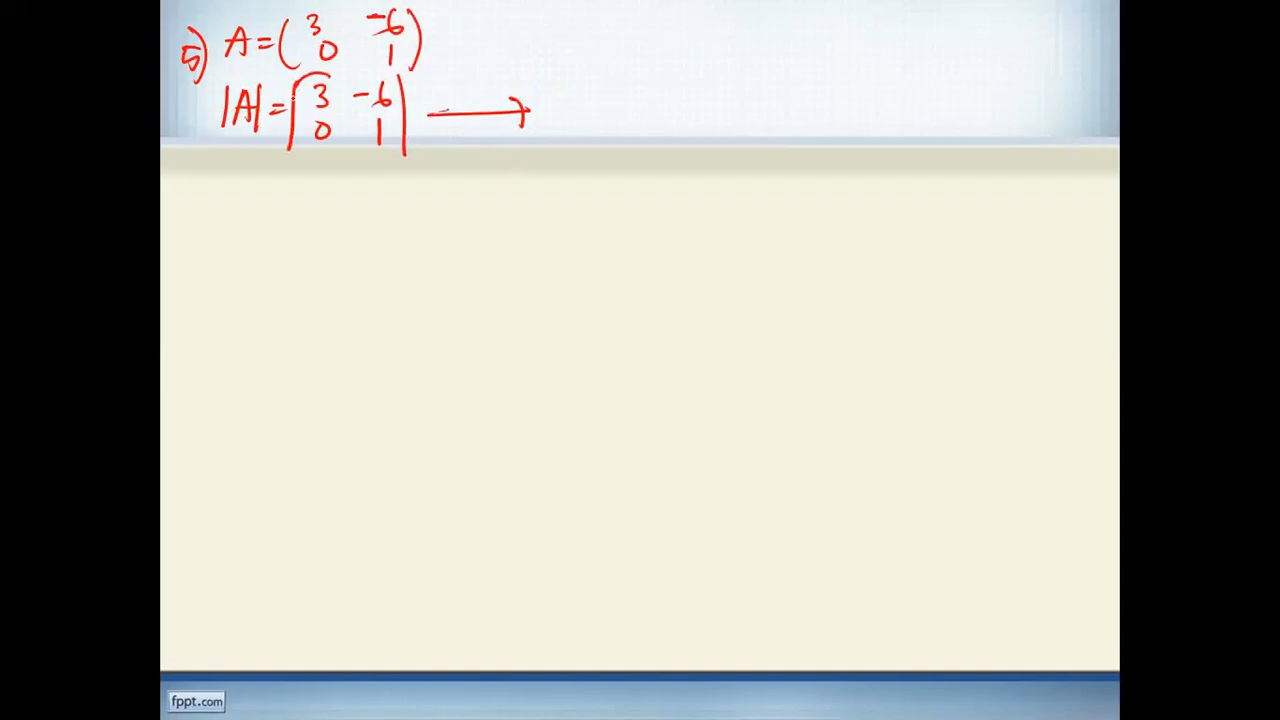 5) A = ( 3 -6
0 1 )
|A| = | 3 -6
0 1 | →
fppt.com